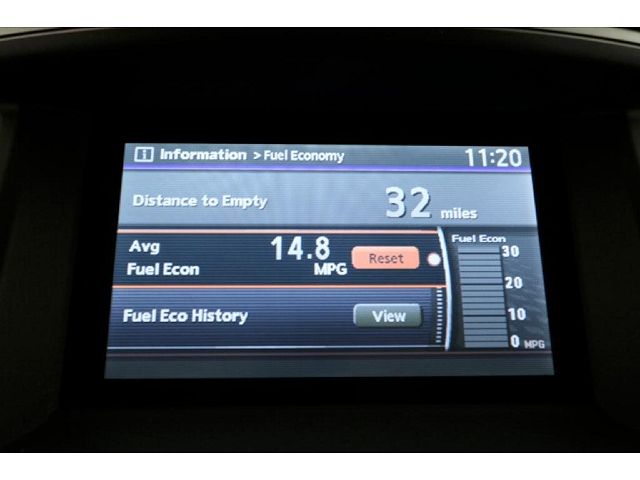 i Information > Fuel Economy 11:20
Distance to Empty 32 miles
Avg 14.8 Reset
Fuel Econ MPG
Fuel Eco History View
Fuel Econ
30
20
10
0 MPG